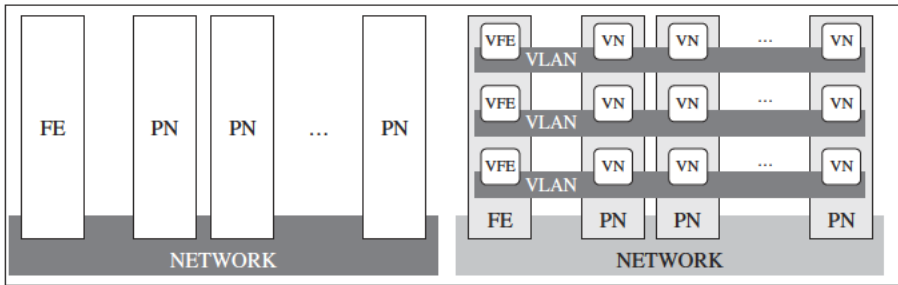 FE PN PN ... PN
NETWORK
VFE VN VN ... VN
VLAN
VFE VN VN ... VN
VLAN
VFE VN VN ... VN
VLAN
FE PN PN PN
NETWORK